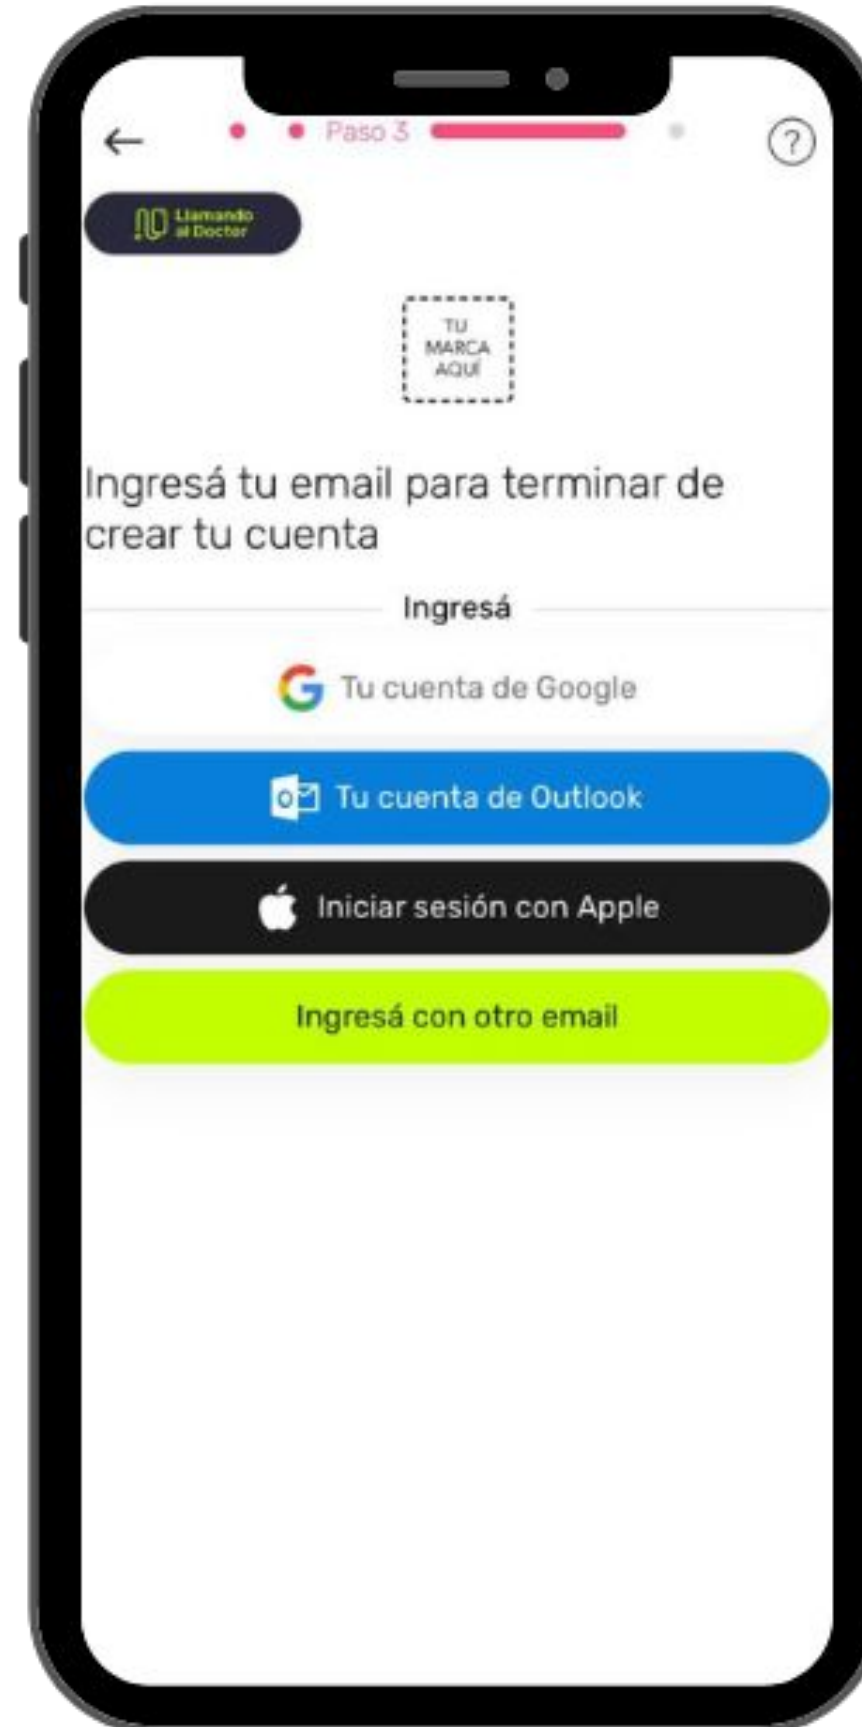 Paso 3
?
Llamando
al Doctor
TU
MARCA
AQUÍ
Ingresá tu email para terminar de
crear tu cuenta
Ingresá
Tu cuenta de Google
Tu cuenta de Outlook
Iniciar sesión con Apple
Ingresá con otro email